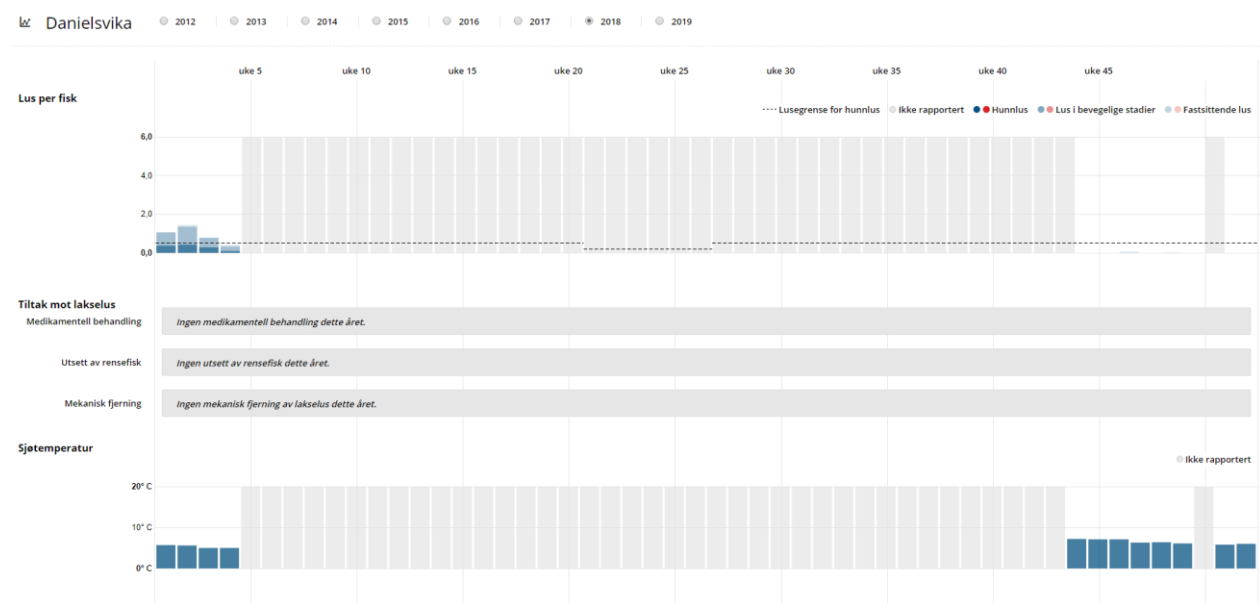 Danielsvika 2012 2013 2014 2015 2016 2017 2018 2019
uke 5 uke 10 uke 15 uke 20 uke 25 uke 30 uke 35 uke 40 uke 45
Lus per fisk
Lusegrense for hunnlus Ikke rapportert Hunnlus Lus i bevegelige stadier Fastsittende lus
6,0
4,0
2,0
0,0
Tiltak mot lakselus
Medikamentell behandling Ingen medikamentell behandling dette året.
Utsett av rensefisk Ingen utsett av rensefisk dette året.
Mekanisk fjerning Ingen mekanisk fjerning av lakselus dette året.
Sjøtemperatur
Ikke rapportert
20° C
10° C
0° C